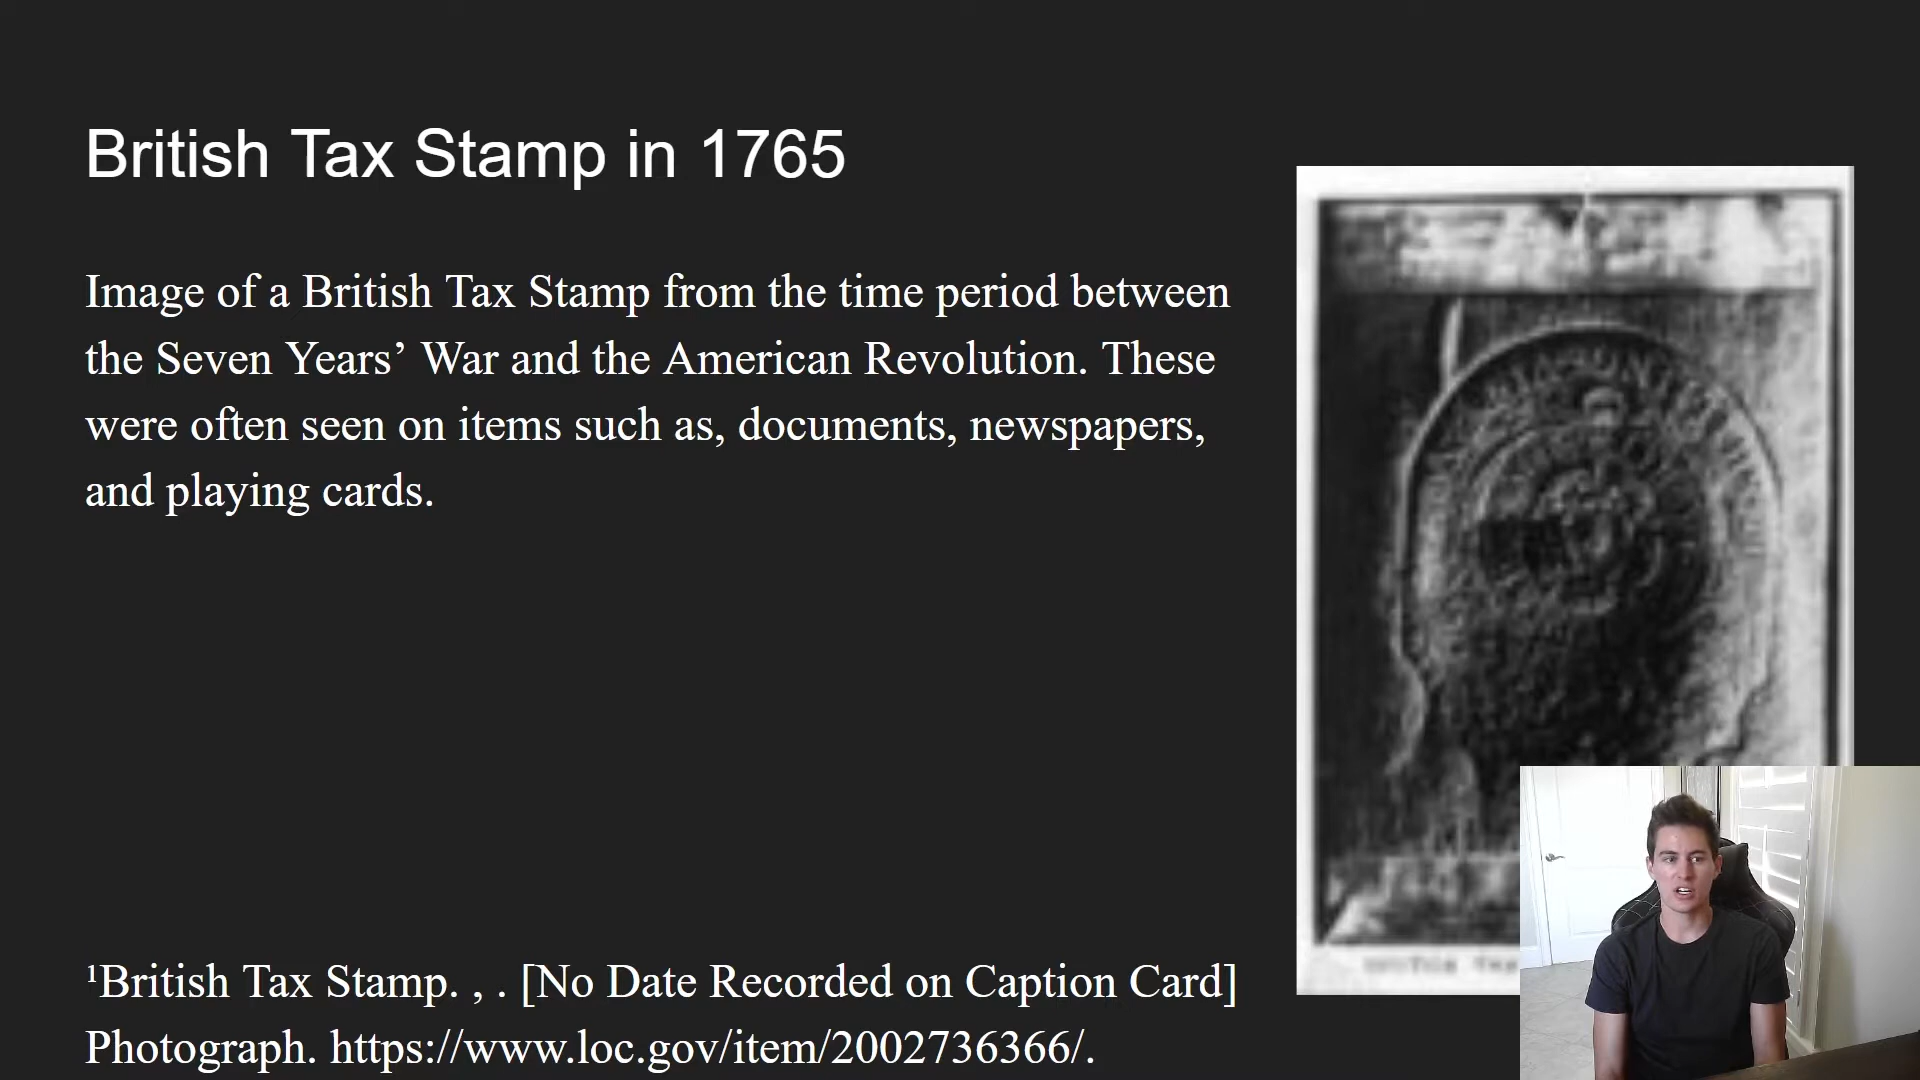 British Tax Stamp in 1765
Image of a British Tax Stamp from the time period between
the Seven Years’ War and the American Revolution. These
were often seen on items such as, documents, newspapers,
and playing cards.
¹British Tax Stamp. , . [No Date Recorded on Caption Card]
Photograph. https://www.loc.gov/item/2002736366/.